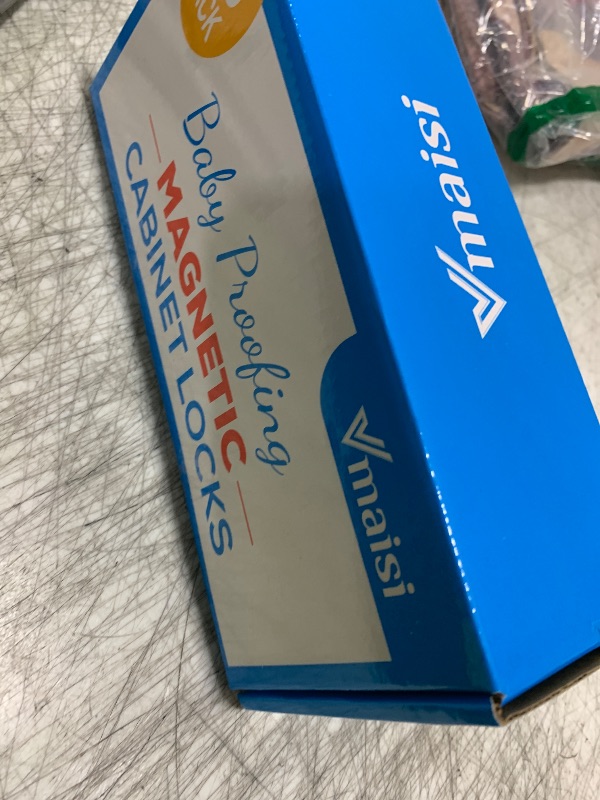 Baby Proofing
MAGNETIC
CABINET LOCKS
Vmaisi
Vmaisi